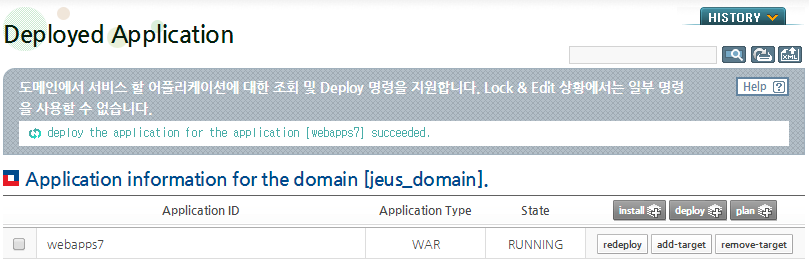 HISTORY
Deployed Application
XML
도메인에서 서비스 할 어플리케이션에 대한 조회 및 Deploy 명령을 지원합니다. Lock & Edit 상황에서는 일부 명령
을 사용할 수 없습니다.
Help ?
deploy the application for the application [webapps7] succeeded.
Application information for the domain [jeus_domain].
Application ID Application Type State install deploy plan
webapps7 WAR RUNNING redeploy add-target remove-target